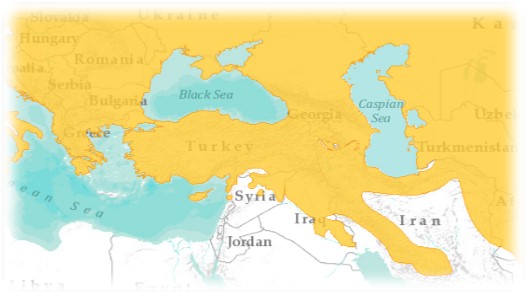 Slovakia
Ukraine
Ka
Hungary
Romania
Serbia
Bulgaria
Black Sea
Caspian
Sea
Georgia
Uzbe
Greece
Turkey
Turkmenistan
Syria
ean Sea
Iraq
Iran
Jordan
Libya
Egypt